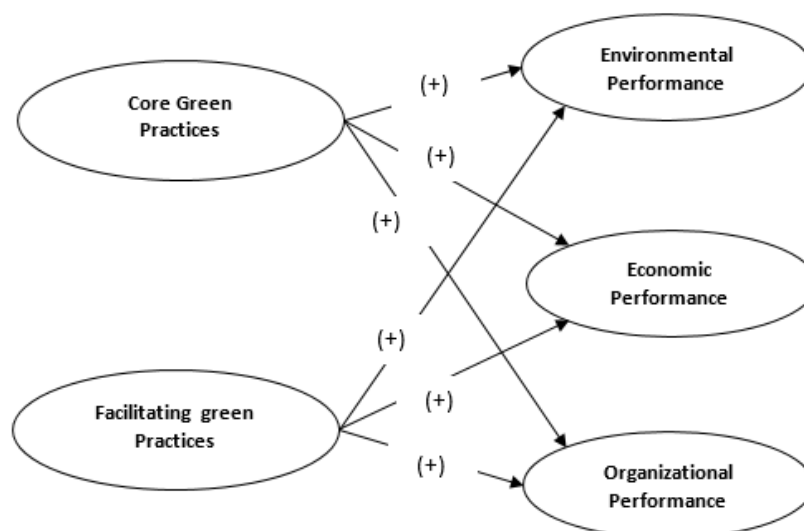 Environmental
Performance
(+)
Core Green
Practices
(+)
(+)
Economic
Performance
(+)
Facilitating green
Practices
(+)
(+)
Organizational
Performance